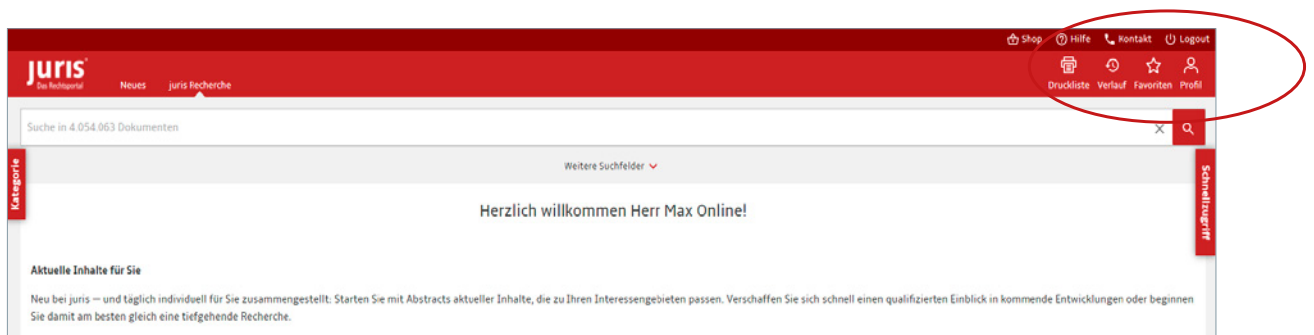 Shop Hilfe Kontakt Logout
juris
Das Rechtsportal
Neues juris Recherche
Druckliste Verlauf Favoriten Profil
Suche in 4.054.063 Dokumenten
Kategorie
Weitere Suchfelder
Schnellzugriff
Herzlich willkommen Herr Max Online!
Aktuelle Inhalte für Sie
Neu bei juris – und täglich individuell für Sie zusammengestellt: Starten Sie mit Abstracts aktueller Inhalte, die zu Ihren Interessengebieten passen. Verschaffen Sie sich schnell einen qualifizierten Einblick in kommende Entwicklungen oder beginnen
Sie damit am besten gleich eine tiefgehende Recherche.